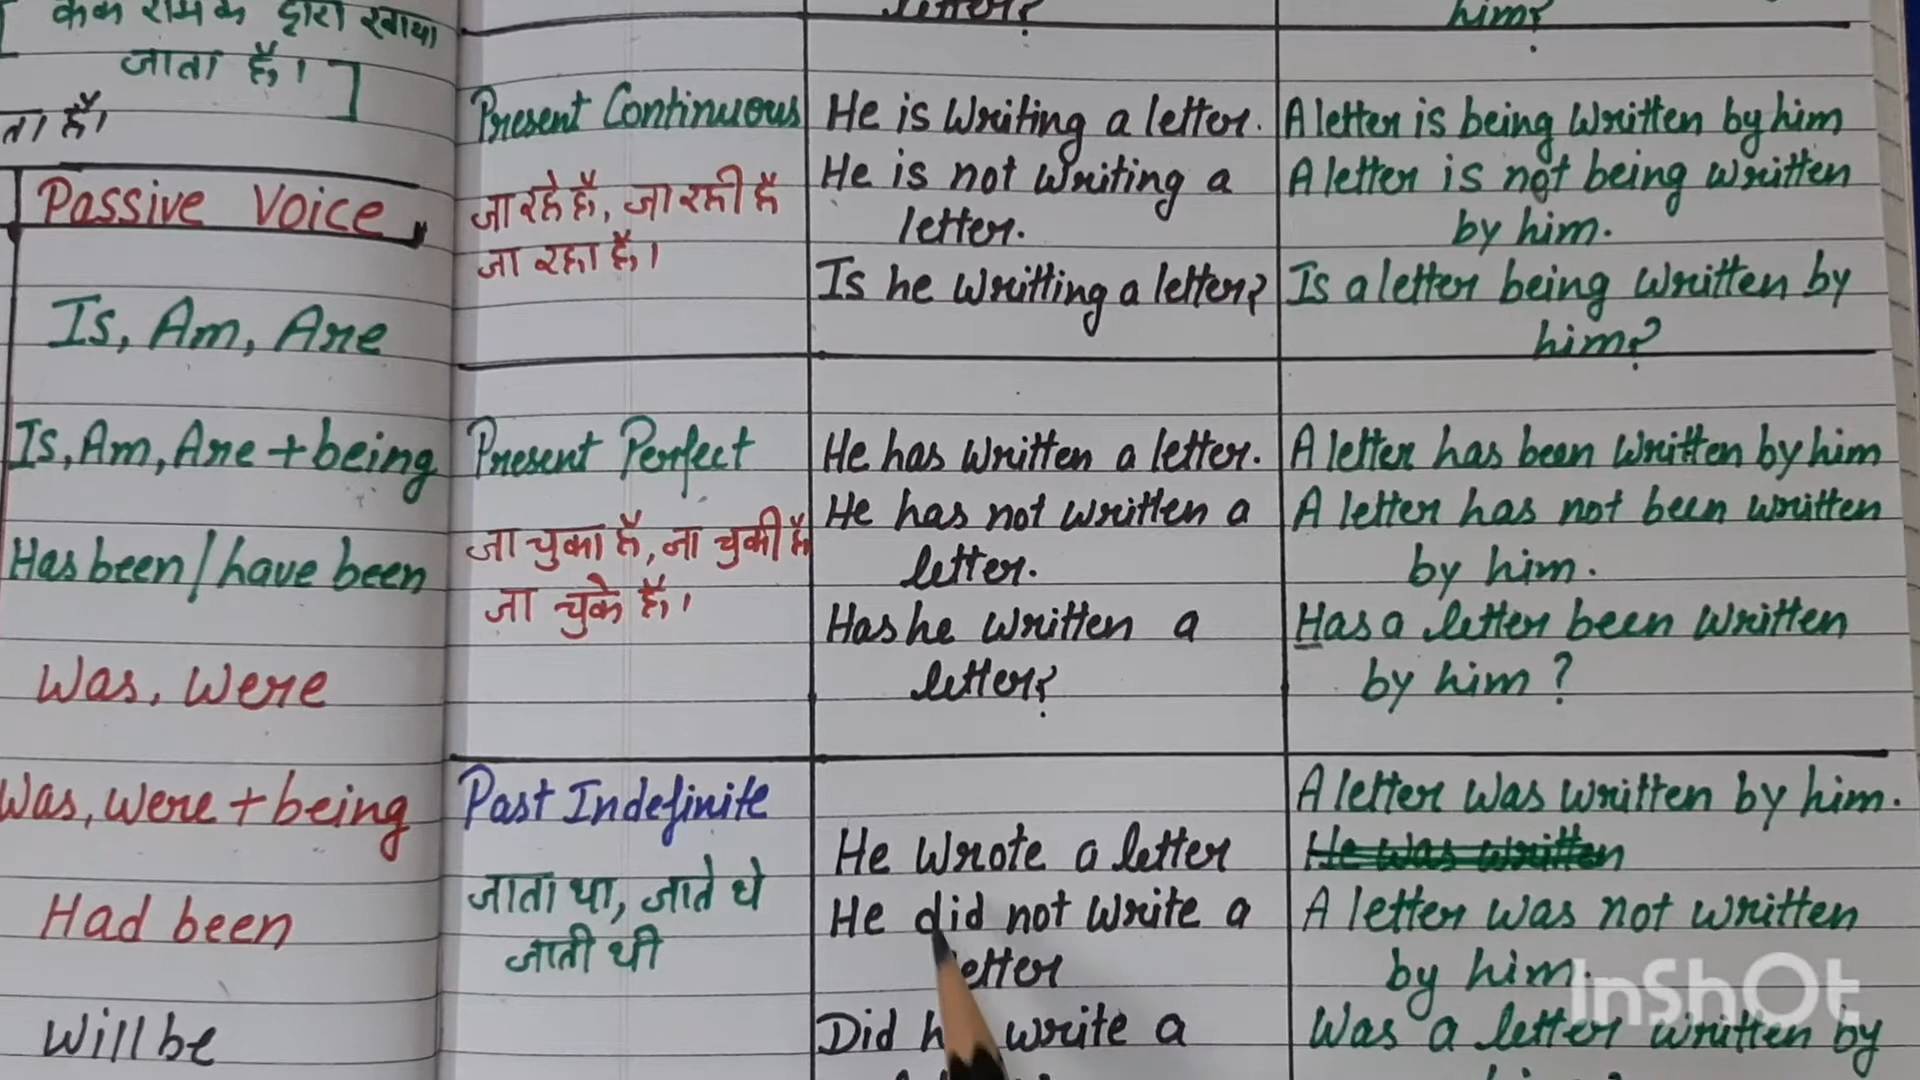 केक राम के द्वारा खाया
जाता है। ]
ता है।
Passive Voice
Is, Am, Are
Is, Am, Are + being
Has been / have been
Was, Were
Was, Were + being
Had been
Will be
letter?
him?
Present Continuous
जा रहे है, जा रही है
जा रहा है।
He is Writing a letter.
He is not writing a
letter.
Is he writting a letter?
A letter is being written by him
A letter is not being written
by him.
Is a letter being written by
him?
Present Perfect
जा चुका है, जा चुकी है
जा चुके है।
He has written a letter.
He has not written a
letter.
Has he written a
letter?
A letter has been written by him
A letter has not been written
by him.
Has a letter been written
by him ?
Past Indefinite
जाता था, जाते थे
जाती थी
He wrote a letter
He did not write a
letter
Did write a
A letter was written by him.
He was written
A letter was not written
by him.
Was a letter written by
InShOt